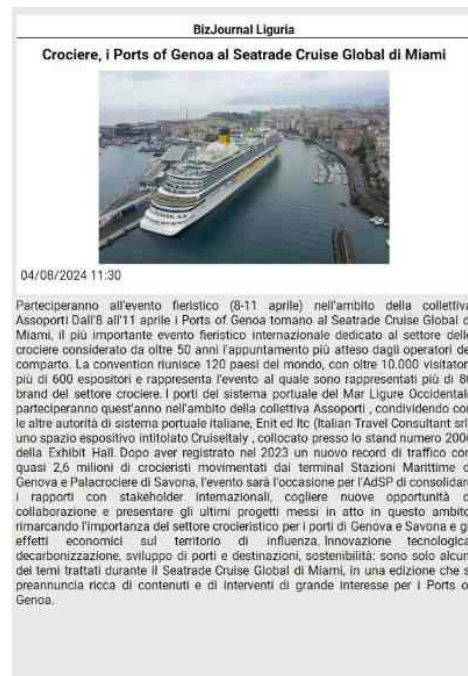 BizJournal Liguria
Crociere, i Ports of Genoa al Seatrade Cruise Global di Miami
04/08/2024 11:30
Parteciperanno all'evento fieristico (8-11 aprile) nell'ambito della collettiva
Assoporti Dall'8 all'11 aprile i Ports of Genoa tornano al Seatrade Cruise Global d
Miami, il più importante evento fieristico internazionale dedicato al settore delle
crociere considerato da oltre 50 anni l'appuntamento più atteso dagli operatori de
comparto. La convention riunisce 120 paesi del mondo, con oltre 10.000 visitator
più di 600 espositori e rappresenta l'evento al quale sono rappresentati più di 80
brand del settore crociere. I porti del sistema portuale del Mar Ligure Occidentale
parteciperanno quest'anno nell'ambito della collettiva Assoporti , condividendo con
le altre autorità di sistema portuale italiane, Enit ed Itc (Italian Travel Consultant srl
uno spazio espositivo intitolato CruiseItaly , collocato presso lo stand numero 2006
della Exhibit Hall. Dopo aver registrato nel 2023 un nuovo record di traffico con
quasi 2,6 milioni di crocieristi movimentati dai terminal Stazioni Marittime d
Genova e Palacrociere di Savona, l'evento sarà l'occasione per l'AdSP di consolidare
i rapporti con stakeholder internazionali, cogliere nuove opportunità d
collaborazione e presentare gli ultimi progetti messi in atto in questo ambito
rimarcando l'importanza del settore crocieristico per i porti di Genova e Savona e gl
effetti economici sul territorio di influenza. Innovazione tecnologica
decarbonizzazione, sviluppo di porti e destinazioni, sostenibilità: sono solo alcun
dei temi trattati durante il Seatrade Cruise Global di Miami, in una edizione che s
preannuncia ricca di contenuti e di interventi di grande interesse per i Ports o
Genoa.